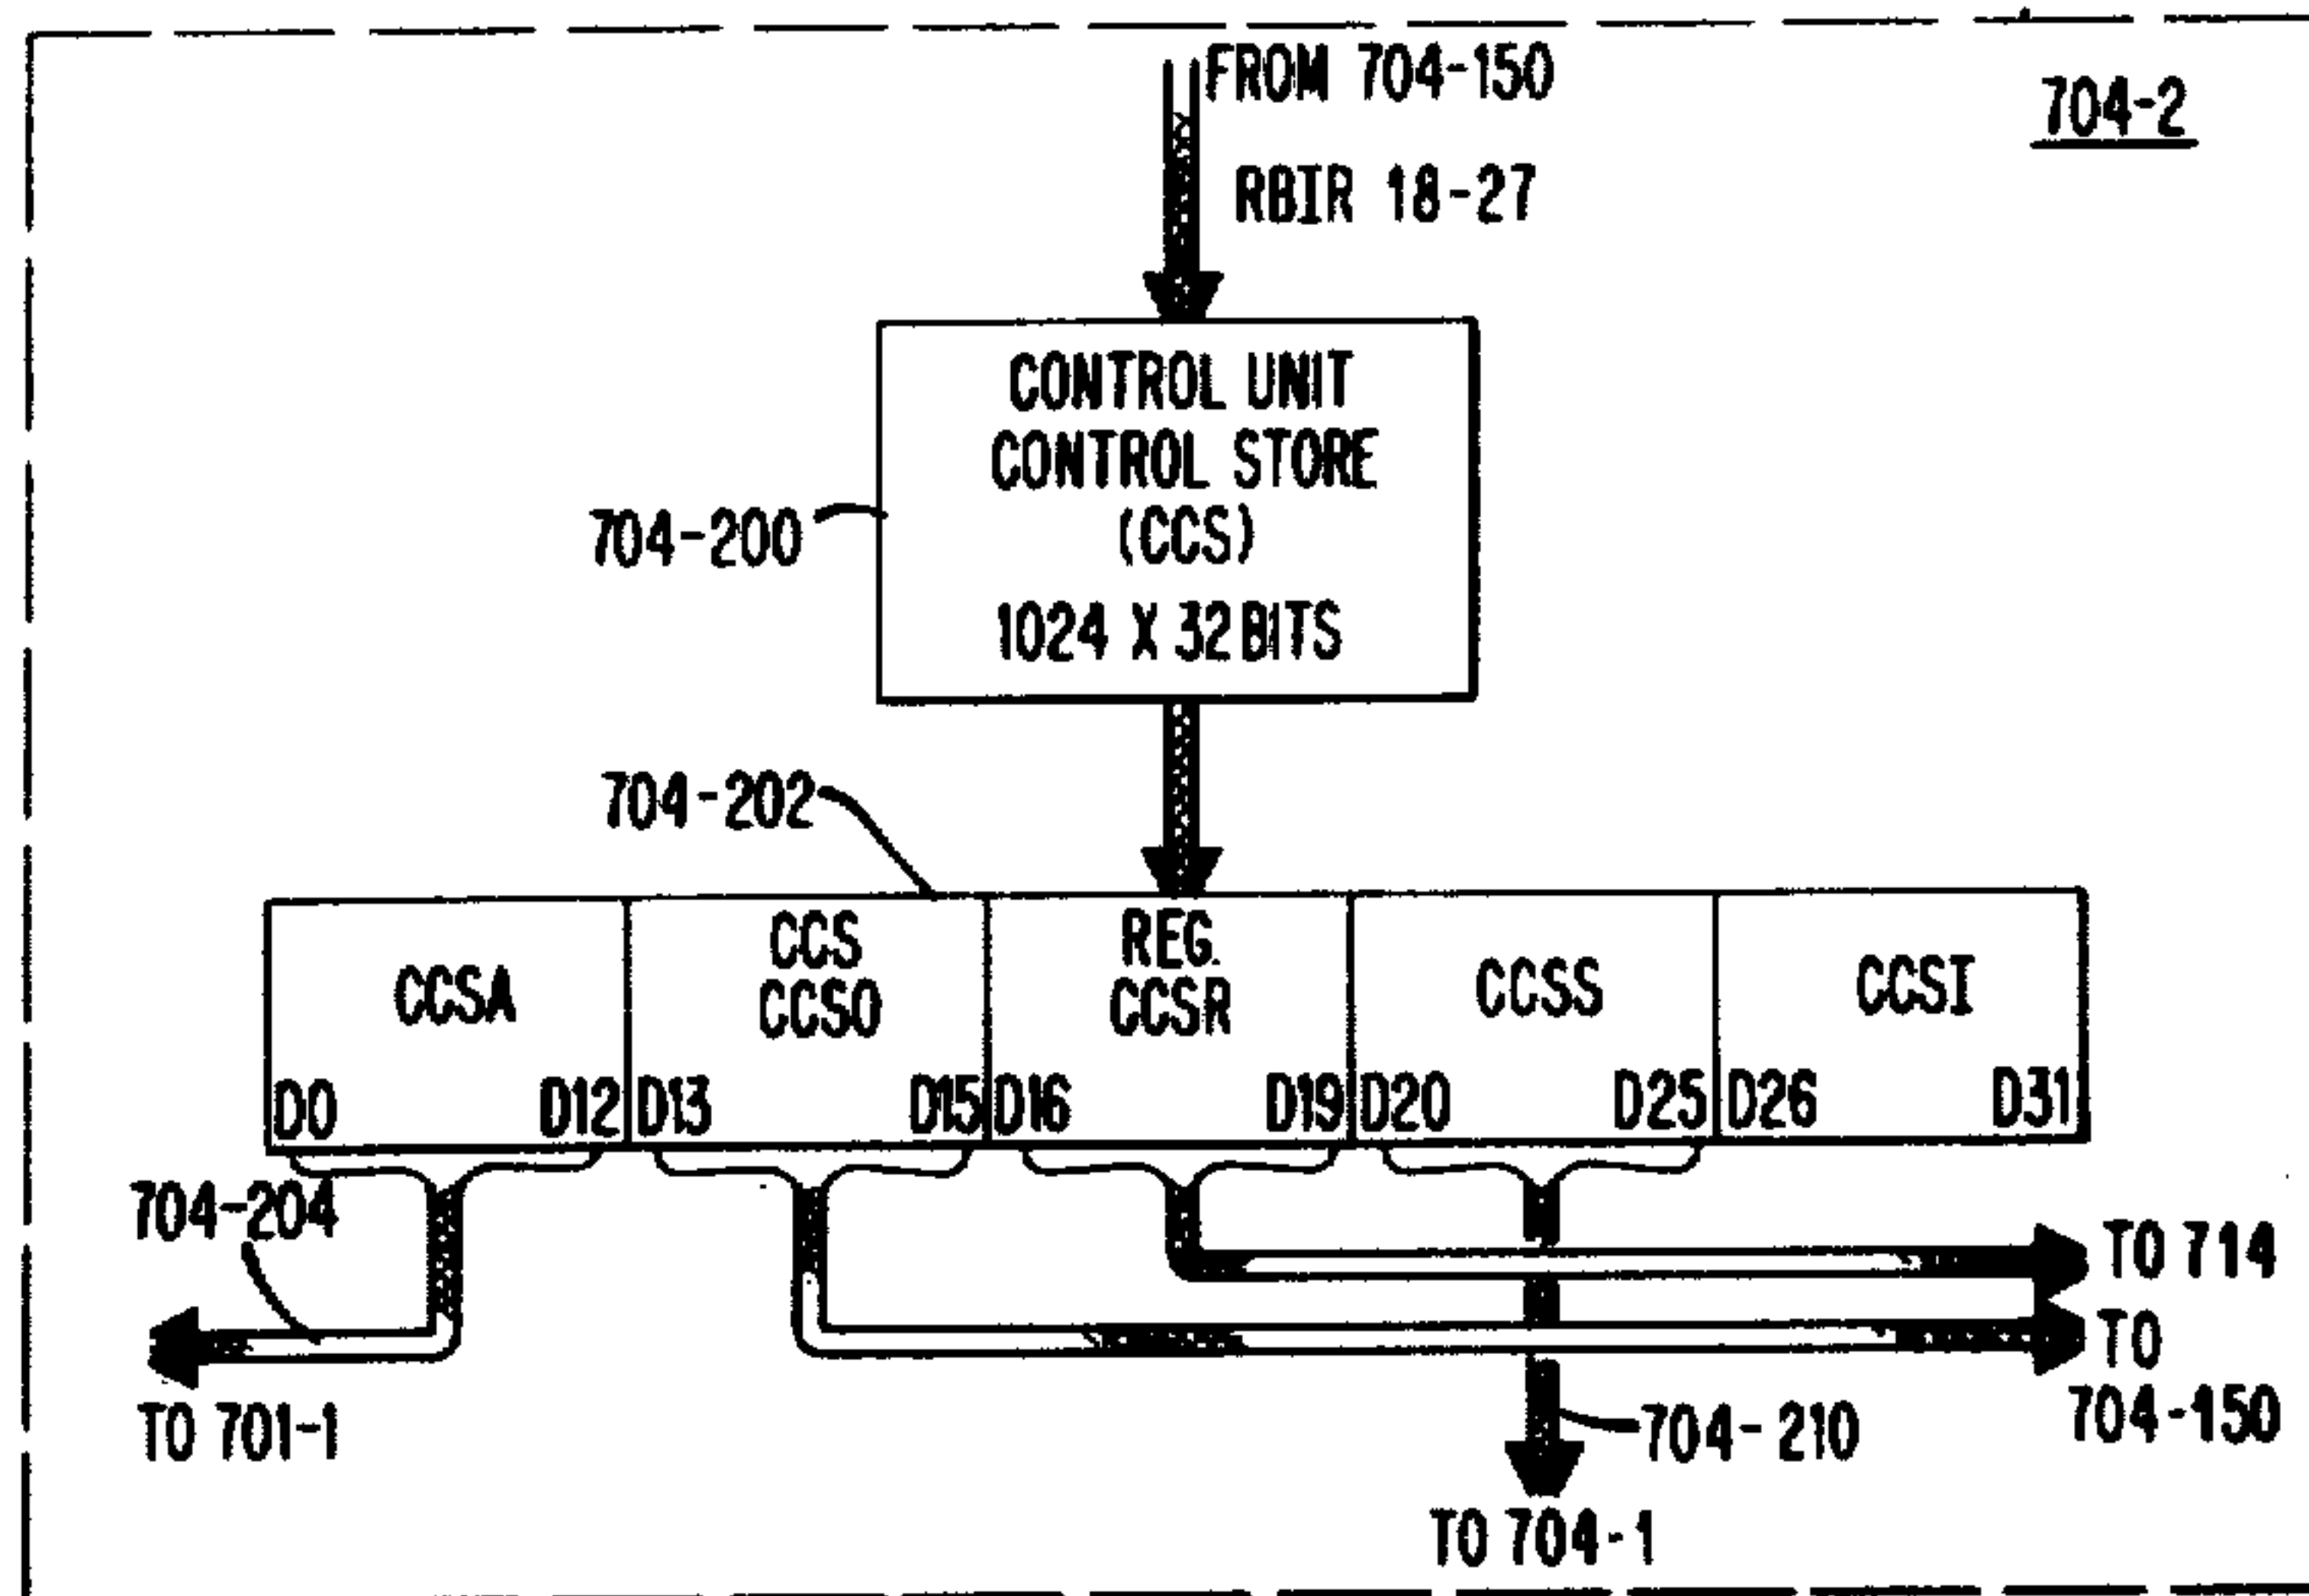 FROM 704-150
704-2
RBIR 18-27
CONTROL UNIT
CONTROL STORE
(CCS)
1024 X 32 BITS
704-200
704-202
CCSA
CCS
CCSO
REG.
CCSR
CCSS
CCSI
D0 D12 D13 D15 D16 D19 D20 D25 D26 D31
704-204
TO 714
TO
704-150
TO 701-1
704-210
TO 704-1